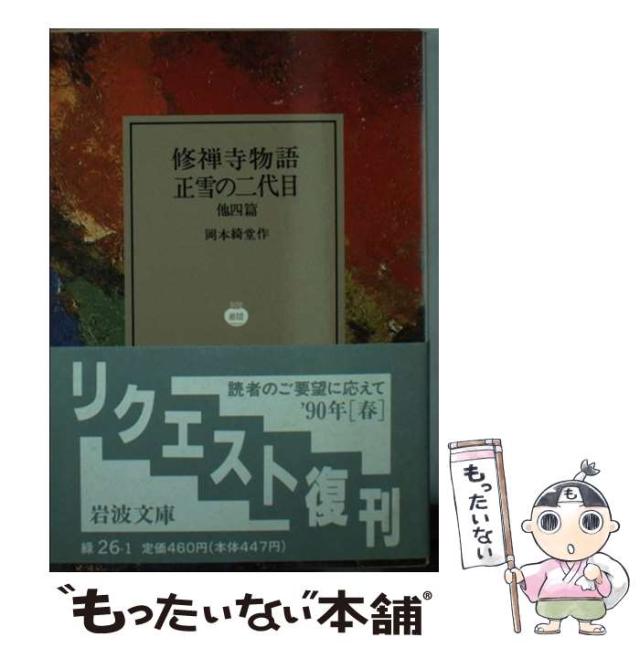 修禅寺物語
正雪の二代目
他四篇
岡本綺堂作
読者のご要望に応えて
'90年［春］
リクエスト復刊
岩波文庫
緑 26-1 定価460円(本体447円)
もったいない
も
"もったいない"本舗®